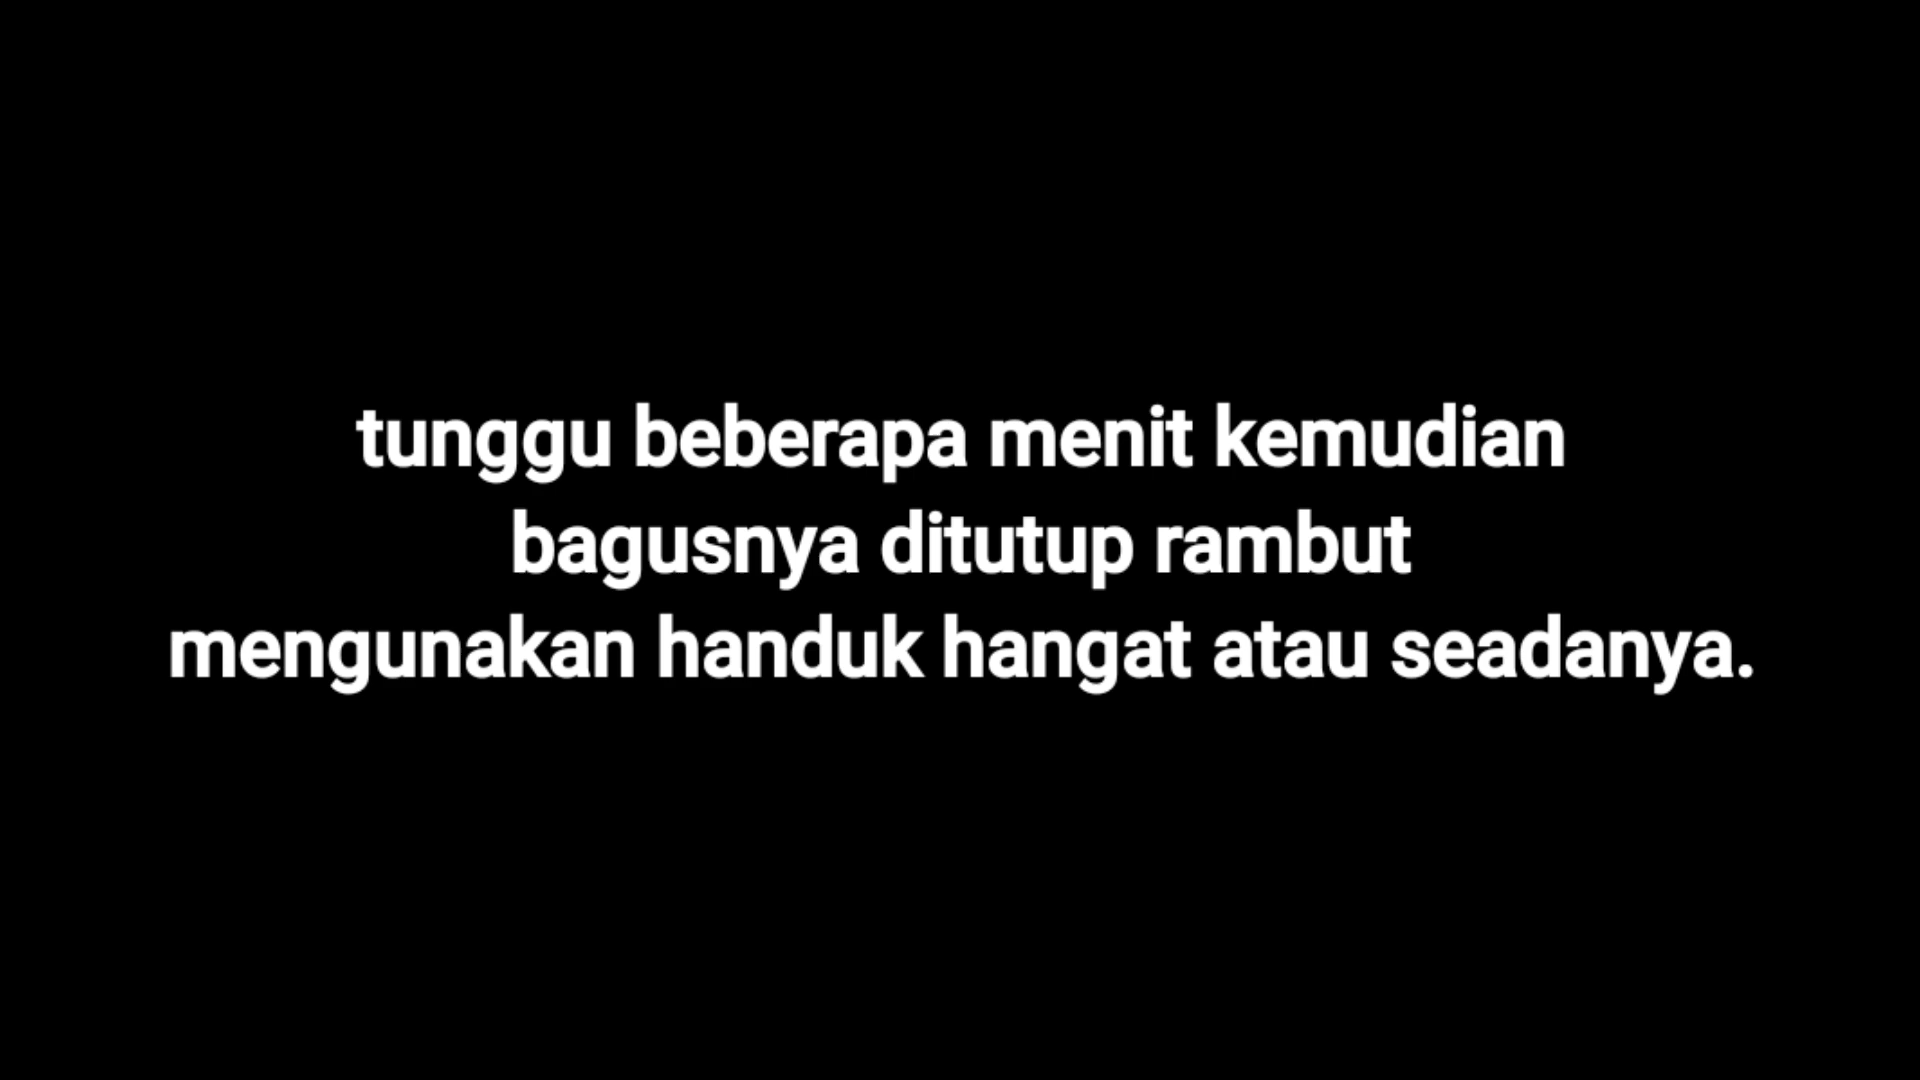 tunggu beberapa menit kemudian
bagusnya ditutup rambut
mengunakan handuk hangat atau seadanya.